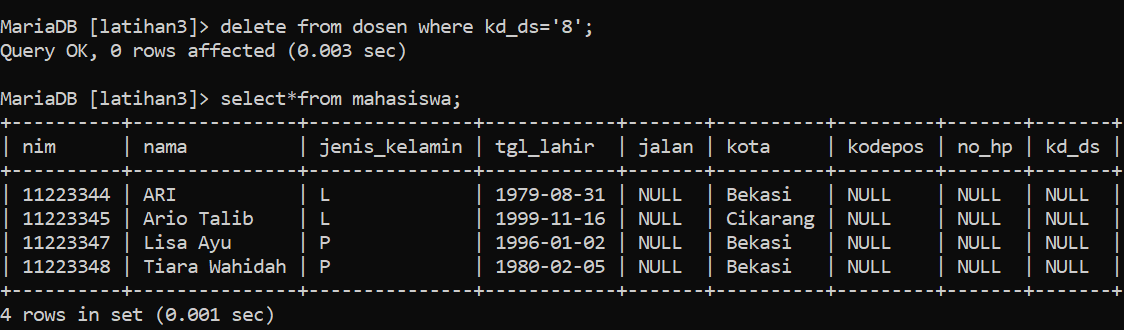 MariaDB [latihan3]> delete from dosen where kd_ds='8';
Query OK, 0 rows affected (0.003 sec)
MariaDB [latihan3]> select*from mahasiswa;
+----------+---------------+---------------+------------+-------+----------+---------+-------+-------+
| nim      | nama          | jenis_kelamin | tgl_lahir  | jalan | kota     | kodepos | no_hp | kd_ds |
+----------+---------------+---------------+------------+-------+----------+---------+-------+-------+
| 11223344 | ARI           | L             | 1979-08-31 | NULL  | Bekasi   | NULL    | NULL  | NULL  |
| 11223345 | Ario Talib    | L             | 1999-11-16 | NULL  | Cikarang | NULL    | NULL  | NULL  |
| 11223347 | Lisa Ayu      | P             | 1996-01-02 | NULL  | Bekasi   | NULL    | NULL  | NULL  |
| 11223348 | Tiara Wahidah | P             | 1980-02-05 | NULL  | Bekasi   | NULL    | NULL  | NULL  |
+----------+---------------+---------------+------------+-------+----------+---------+-------+-------+
4 rows in set (0.001 sec)